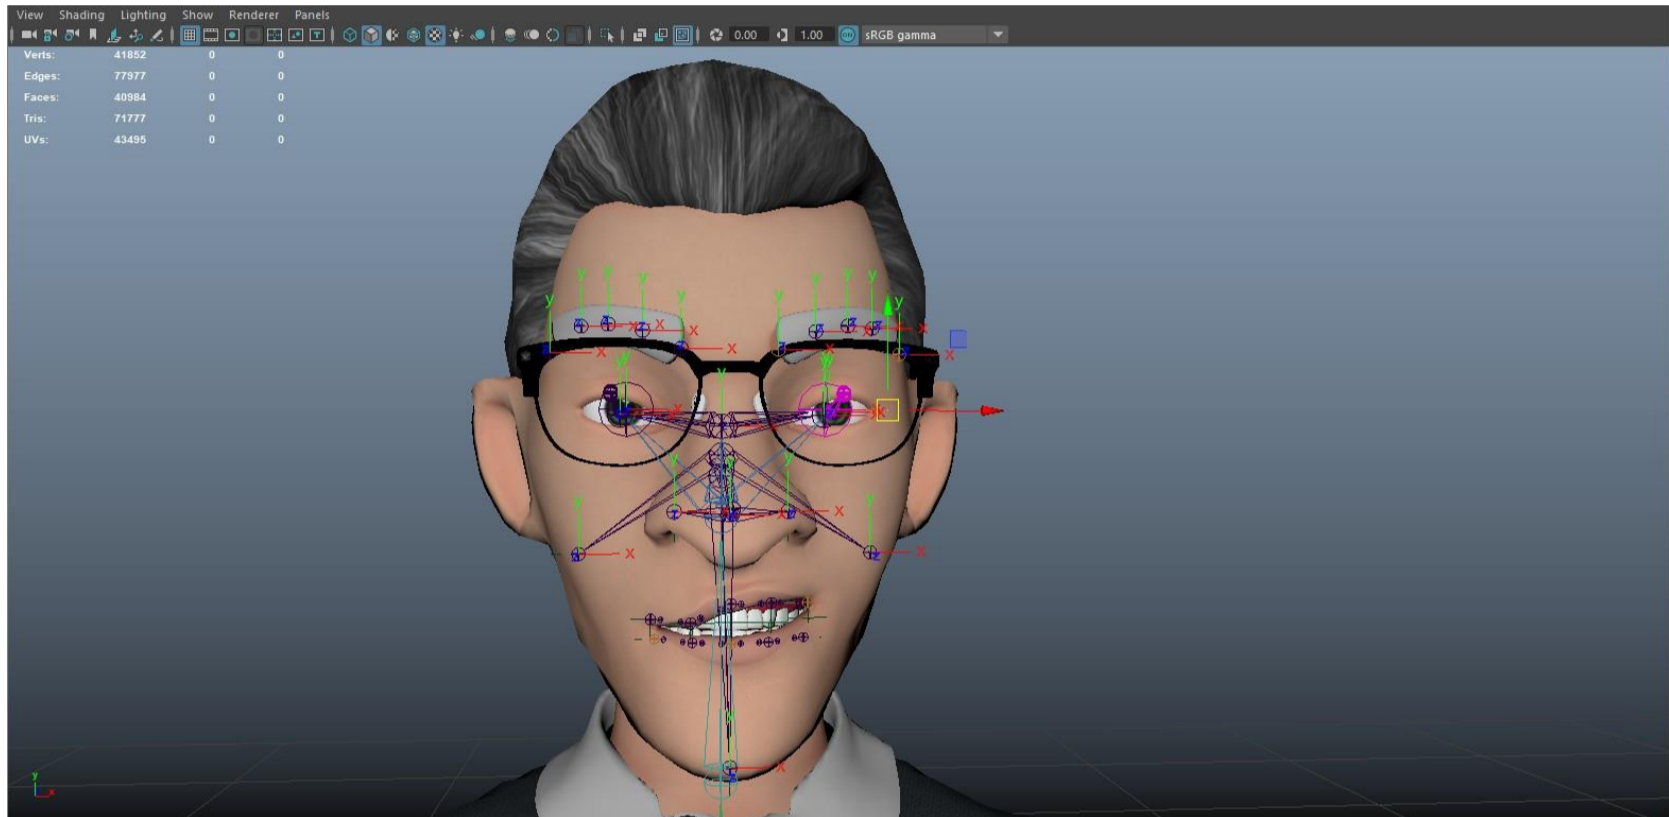 View Shading Lighting Show Renderer Panels
0.00 1.00 ON sRGB gamma
Verts: 41852 0 0
Edges: 77977 0 0
Faces: 40984 0 0
Tris: 71777 0 0
UVs: 43495 0 0
y y y y y y y y y
x x x x x x x x
y y y
x x
y y y y y
x x x x x
y
x
y
x